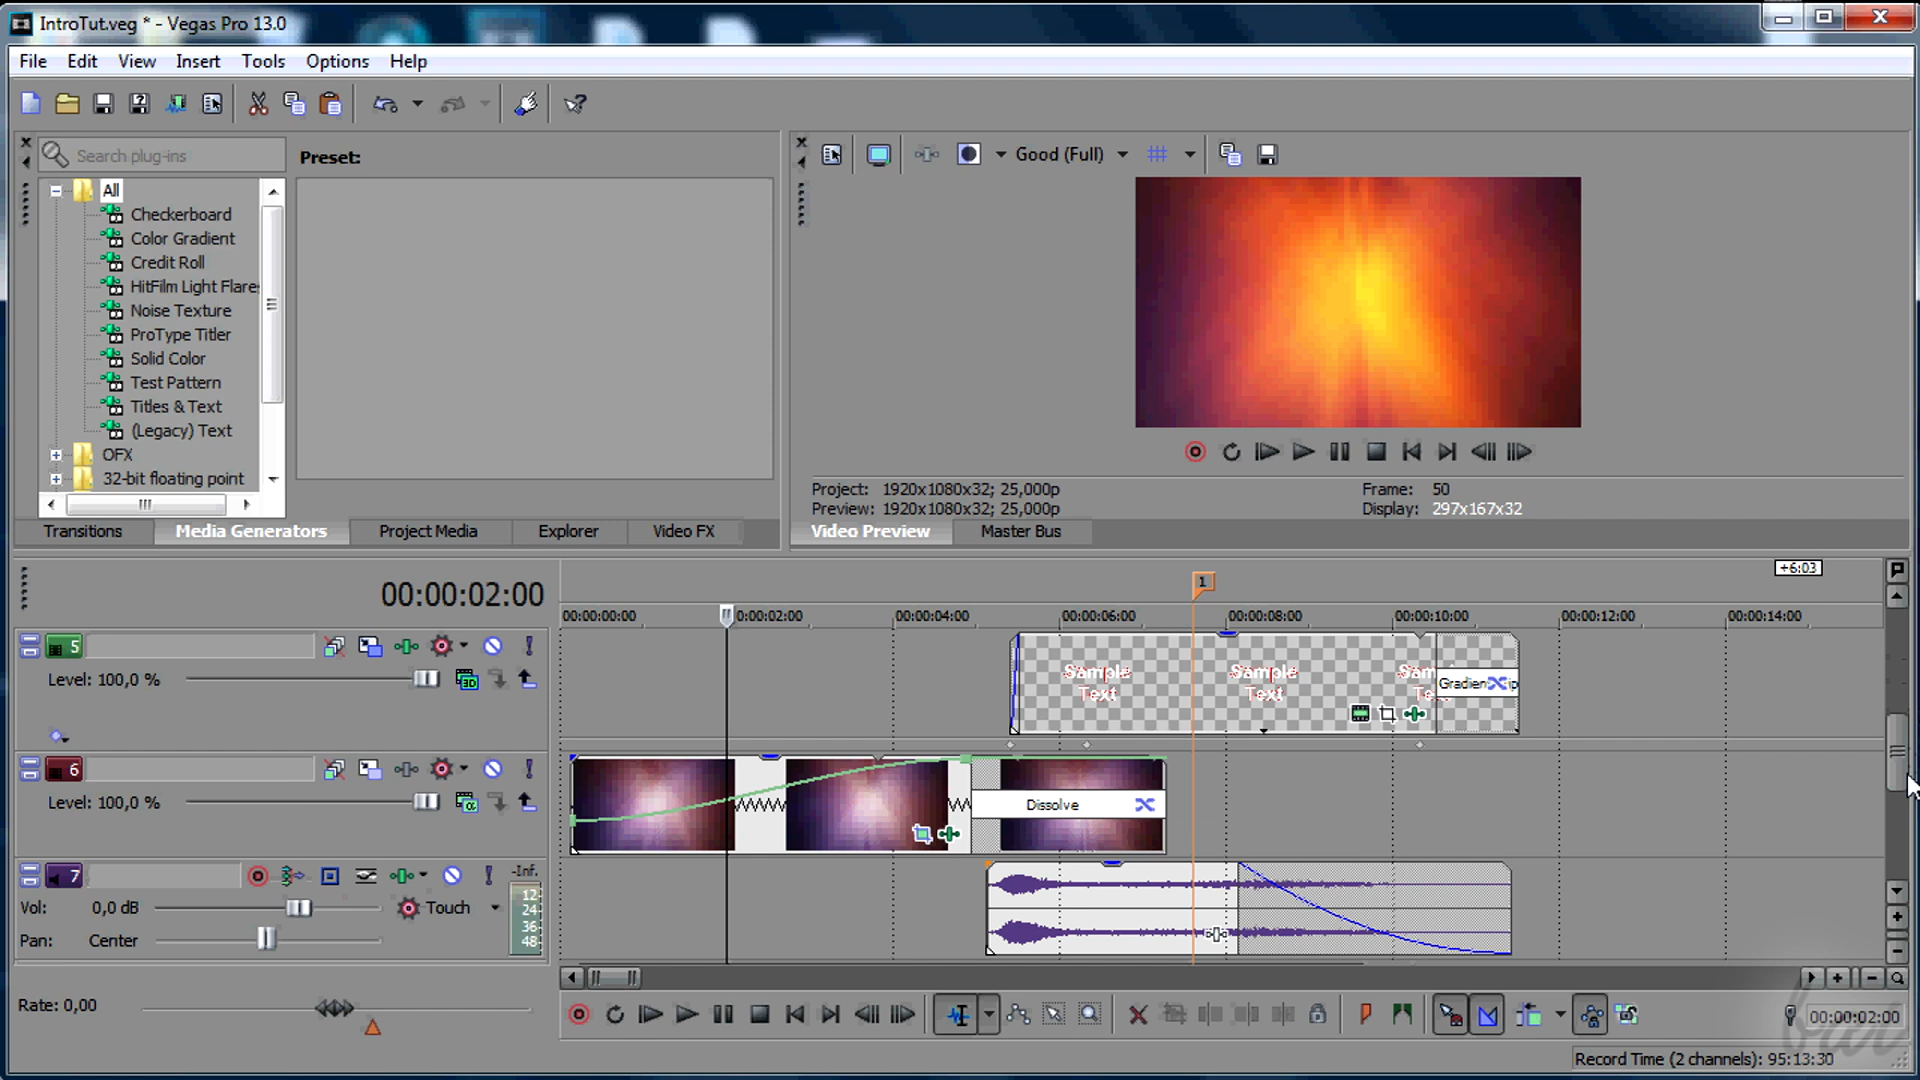 IntroTut.veg * - Vegas Pro 13.0
File Edit View Insert Tools Options Help
Search plug-ins
Preset:
Good (Full)
All
Checkerboard
Color Gradient
Credit Roll
HitFilm Light Flares
Noise Texture
ProType Titler
Solid Color
Test Pattern
Titles & Text
(Legacy) Text
OFX
32-bit floating point
Project: 1920x1080x32; 25,000p
Frame: 50
Preview: 1920x1080x32; 25,000p
Display: 297x167x32
Transitions Media Generators Project Media Explorer Video FX
Video Preview Master Bus
+6:03
00:00:02:00
1
00:00:00:00 0:00:02:00 00:00:04:00 00:00:06:00 00:00:08:00 00:00:10:00 00:00:12:00 00:00:14:00
5
Level: 100,0 %
3D
Sample
Text
Sample
Text
Sam
Te
Gradien
ip
6
Level: 100,0 %
Dissolve
7
-Inf.
12
24
36
48
Vol: 0,0 dB
Touch
Pan: Center
Rate: 0,00
00:00:02:00
Record Time (2 channels): 95:13:30